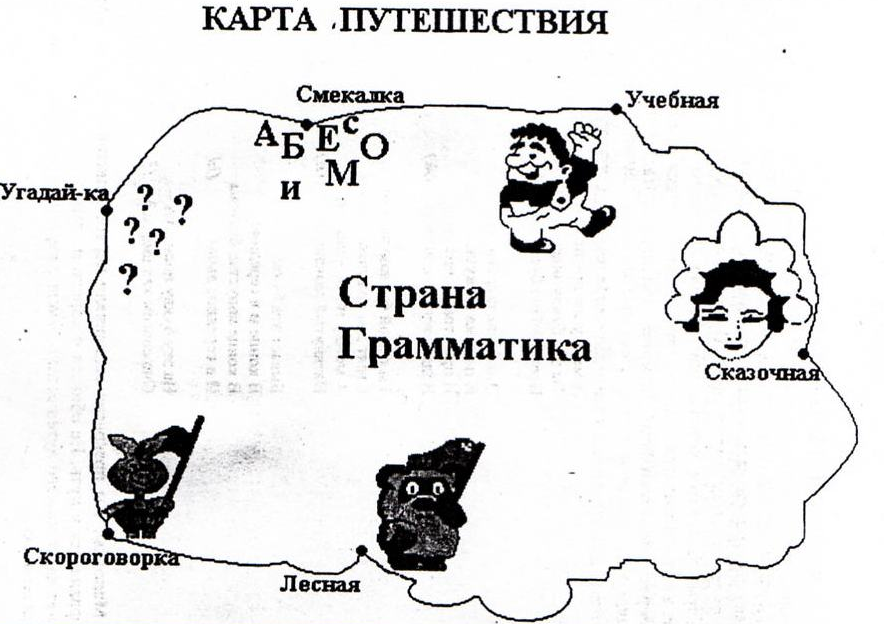 КАРТА ПУТЕШЕСТВИЯ
Смекалка
Учебная
А Б Е С О
М
И
Угадай-ка
? ?
? ?
?
Страна
Грамматика
Сказочная
Скороговорка
Лесная